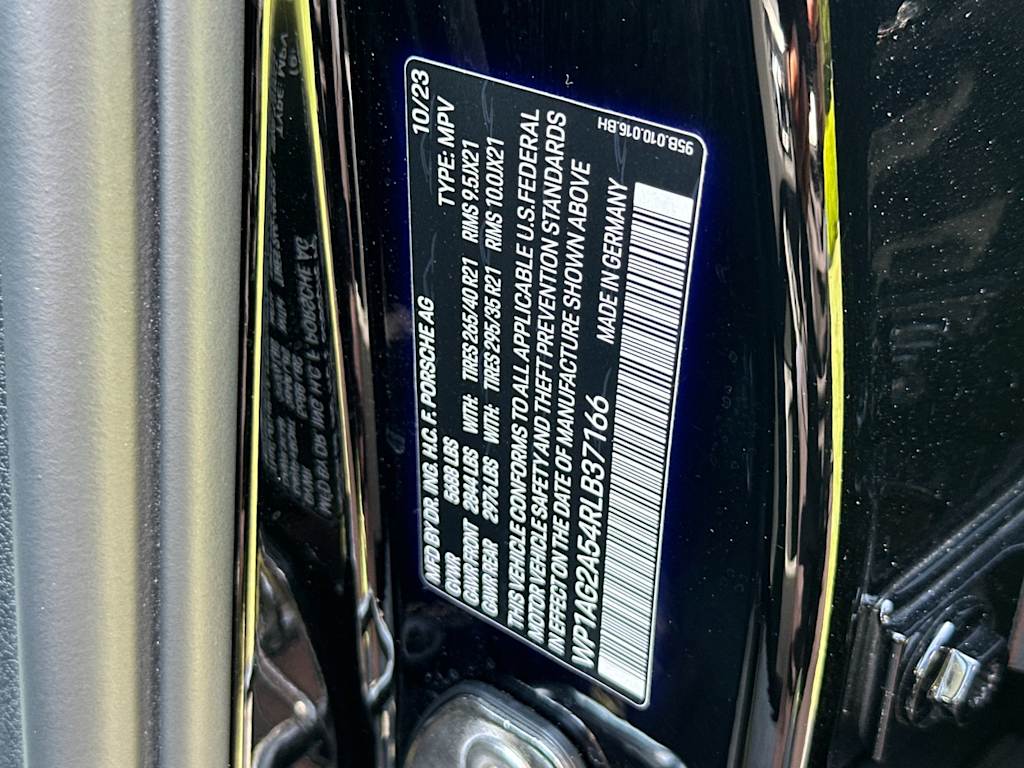 10/23
MFD BY DR. ING. H.C. F. PORSCHE AG
GVWR 5688 LBS TYPE: MPV
GAWR FRONT 2844 LBS WITH: TIRES 265/40 R21 RIMS 9.5JX21
GAWR REAR 2976 LBS WITH: TIRES 295/35 R21 RIMS 10.0JX21
THIS VEHICLE CONFORMS TO ALL APPLICABLE U.S. FEDERAL
MOTOR VEHICLE SAFETY AND THEFT PREVENTION STANDARDS
IN EFFECT ON THE DATE OF MANUFACTURE SHOWN ABOVE
WP1AG2A54RLB37166 MADE IN GERMANY
95B.010.016.BH